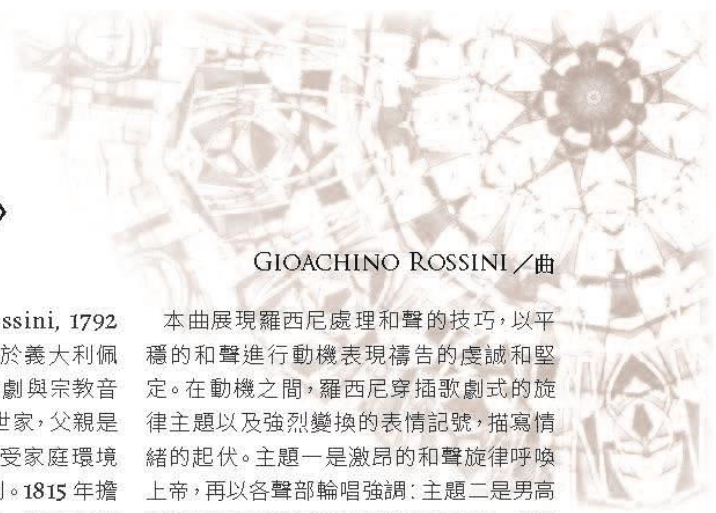 》
GIOACHINO ROSSINI／曲
ssini, 1792
於義大利佩
劇與宗教音
世家，父親是
受家庭環境
。1815 年擔
本曲展現羅西尼處理和聲的技巧，以平
穩的和聲進行動機表現禱告的虔誠和堅
定。在動機之間，羅西尼穿插歌劇式的旋
律主題以及強烈變換的表情記號，描寫情
緒的起伏。主題一是激昂的和聲旋律呼喚
上帝，再以各聲部輪唱強調；主題二是男高